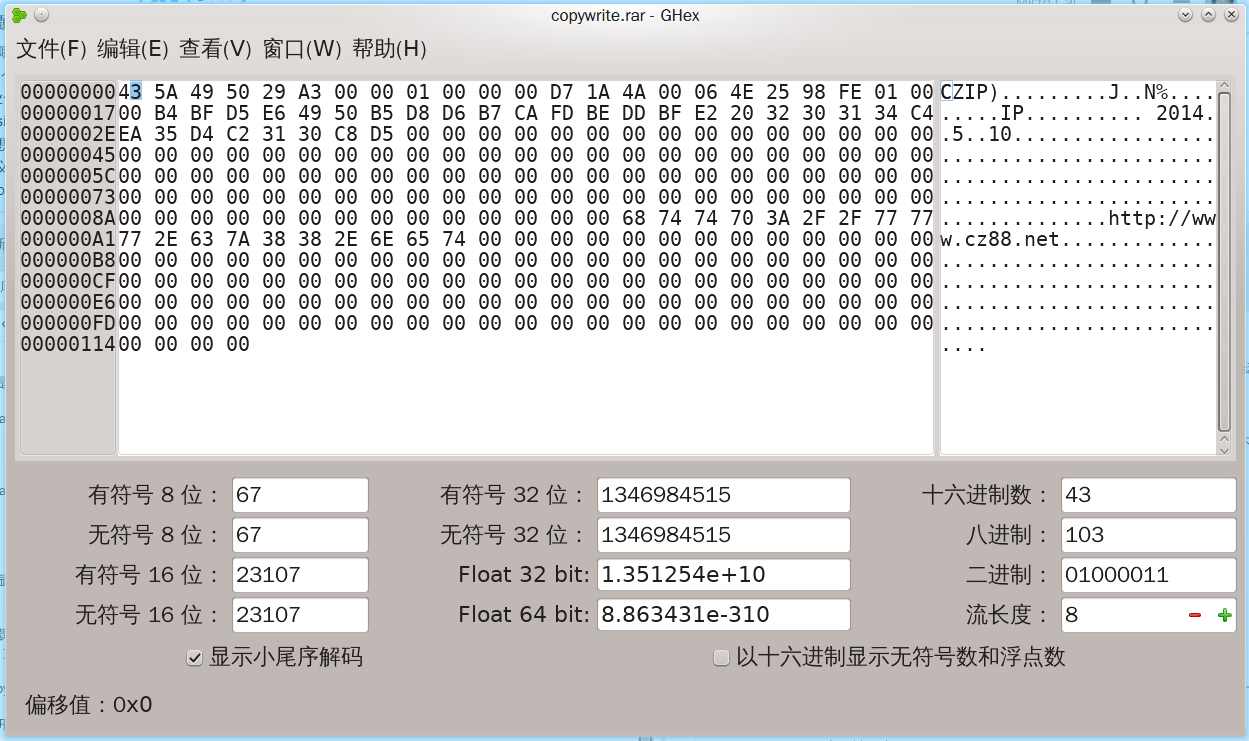 copywrite.rar - GHex
文件(F) 编辑(E) 查看(V) 窗口(W) 帮助(H)
00000000 43 5A 49 50 29 A3 00 00 01 00 00 00 D7 1A 4A 00 06 4E 25 98 FE 01 00 CZIP).........J..N%....
00000017 00 B4 BF D5 E6 49 50 B5 D8 D6 B7 CA FD BE DD BF E2 20 32 30 31 34 C4 .....IP.......... 2014.
0000002E EA 35 D4 C2 31 30 C8 D5 00 00 00 00 00 00 00 00 00 00 00 00 00 00 00 .5..10.................
00000045 00 00 00 00 00 00 00 00 00 00 00 00 00 00 00 00 00 00 00 00 00 00 00 .......................
0000005C 00 00 00 00 00 00 00 00 00 00 00 00 00 00 00 00 00 00 00 00 00 00 00 .......................
00000073 00 00 00 00 00 00 00 00 00 00 00 00 00 00 00 00 00 00 00 00 00 00 00 .......................
0000008A 00 00 00 00 00 00 00 00 00 00 00 00 00 00 68 74 74 70 3A 2F 2F 77 77 ..............http://ww
000000A1 77 2E 63 7A 38 38 2E 6E 65 74 00 00 00 00 00 00 00 00 00 00 00 00 00 w.cz88.net.............
000000B8 00 00 00 00 00 00 00 00 00 00 00 00 00 00 00 00 00 00 00 00 00 00 00 .......................
000000CF 00 00 00 00 00 00 00 00 00 00 00 00 00 00 00 00 00 00 00 00 00 00 00 .......................
000000E6 00 00 00 00 00 00 00 00 00 00 00 00 00 00 00 00 00 00 00 00 00 00 00 .......................
000000FD 00 00 00 00 00 00 00 00 00 00 00 00 00 00 00 00 00 00 00 00 00 00 00 .......................
00000114 00 00 00 00 ....
有符号 8 位： 67 有符号 32 位： 1346984515 十六进制数： 43
无符号 8 位： 67 无符号 32 位： 1346984515 八进制： 103
有符号 16 位： 23107 Float 32 bit: 1.351254e+10 二进制： 01000011
无符号 16 位： 23107 Float 64 bit: 8.863431e-310 流长度： 8
显示小尾序解码 以十六进制显示无符号数和浮点数
偏移值：0x0